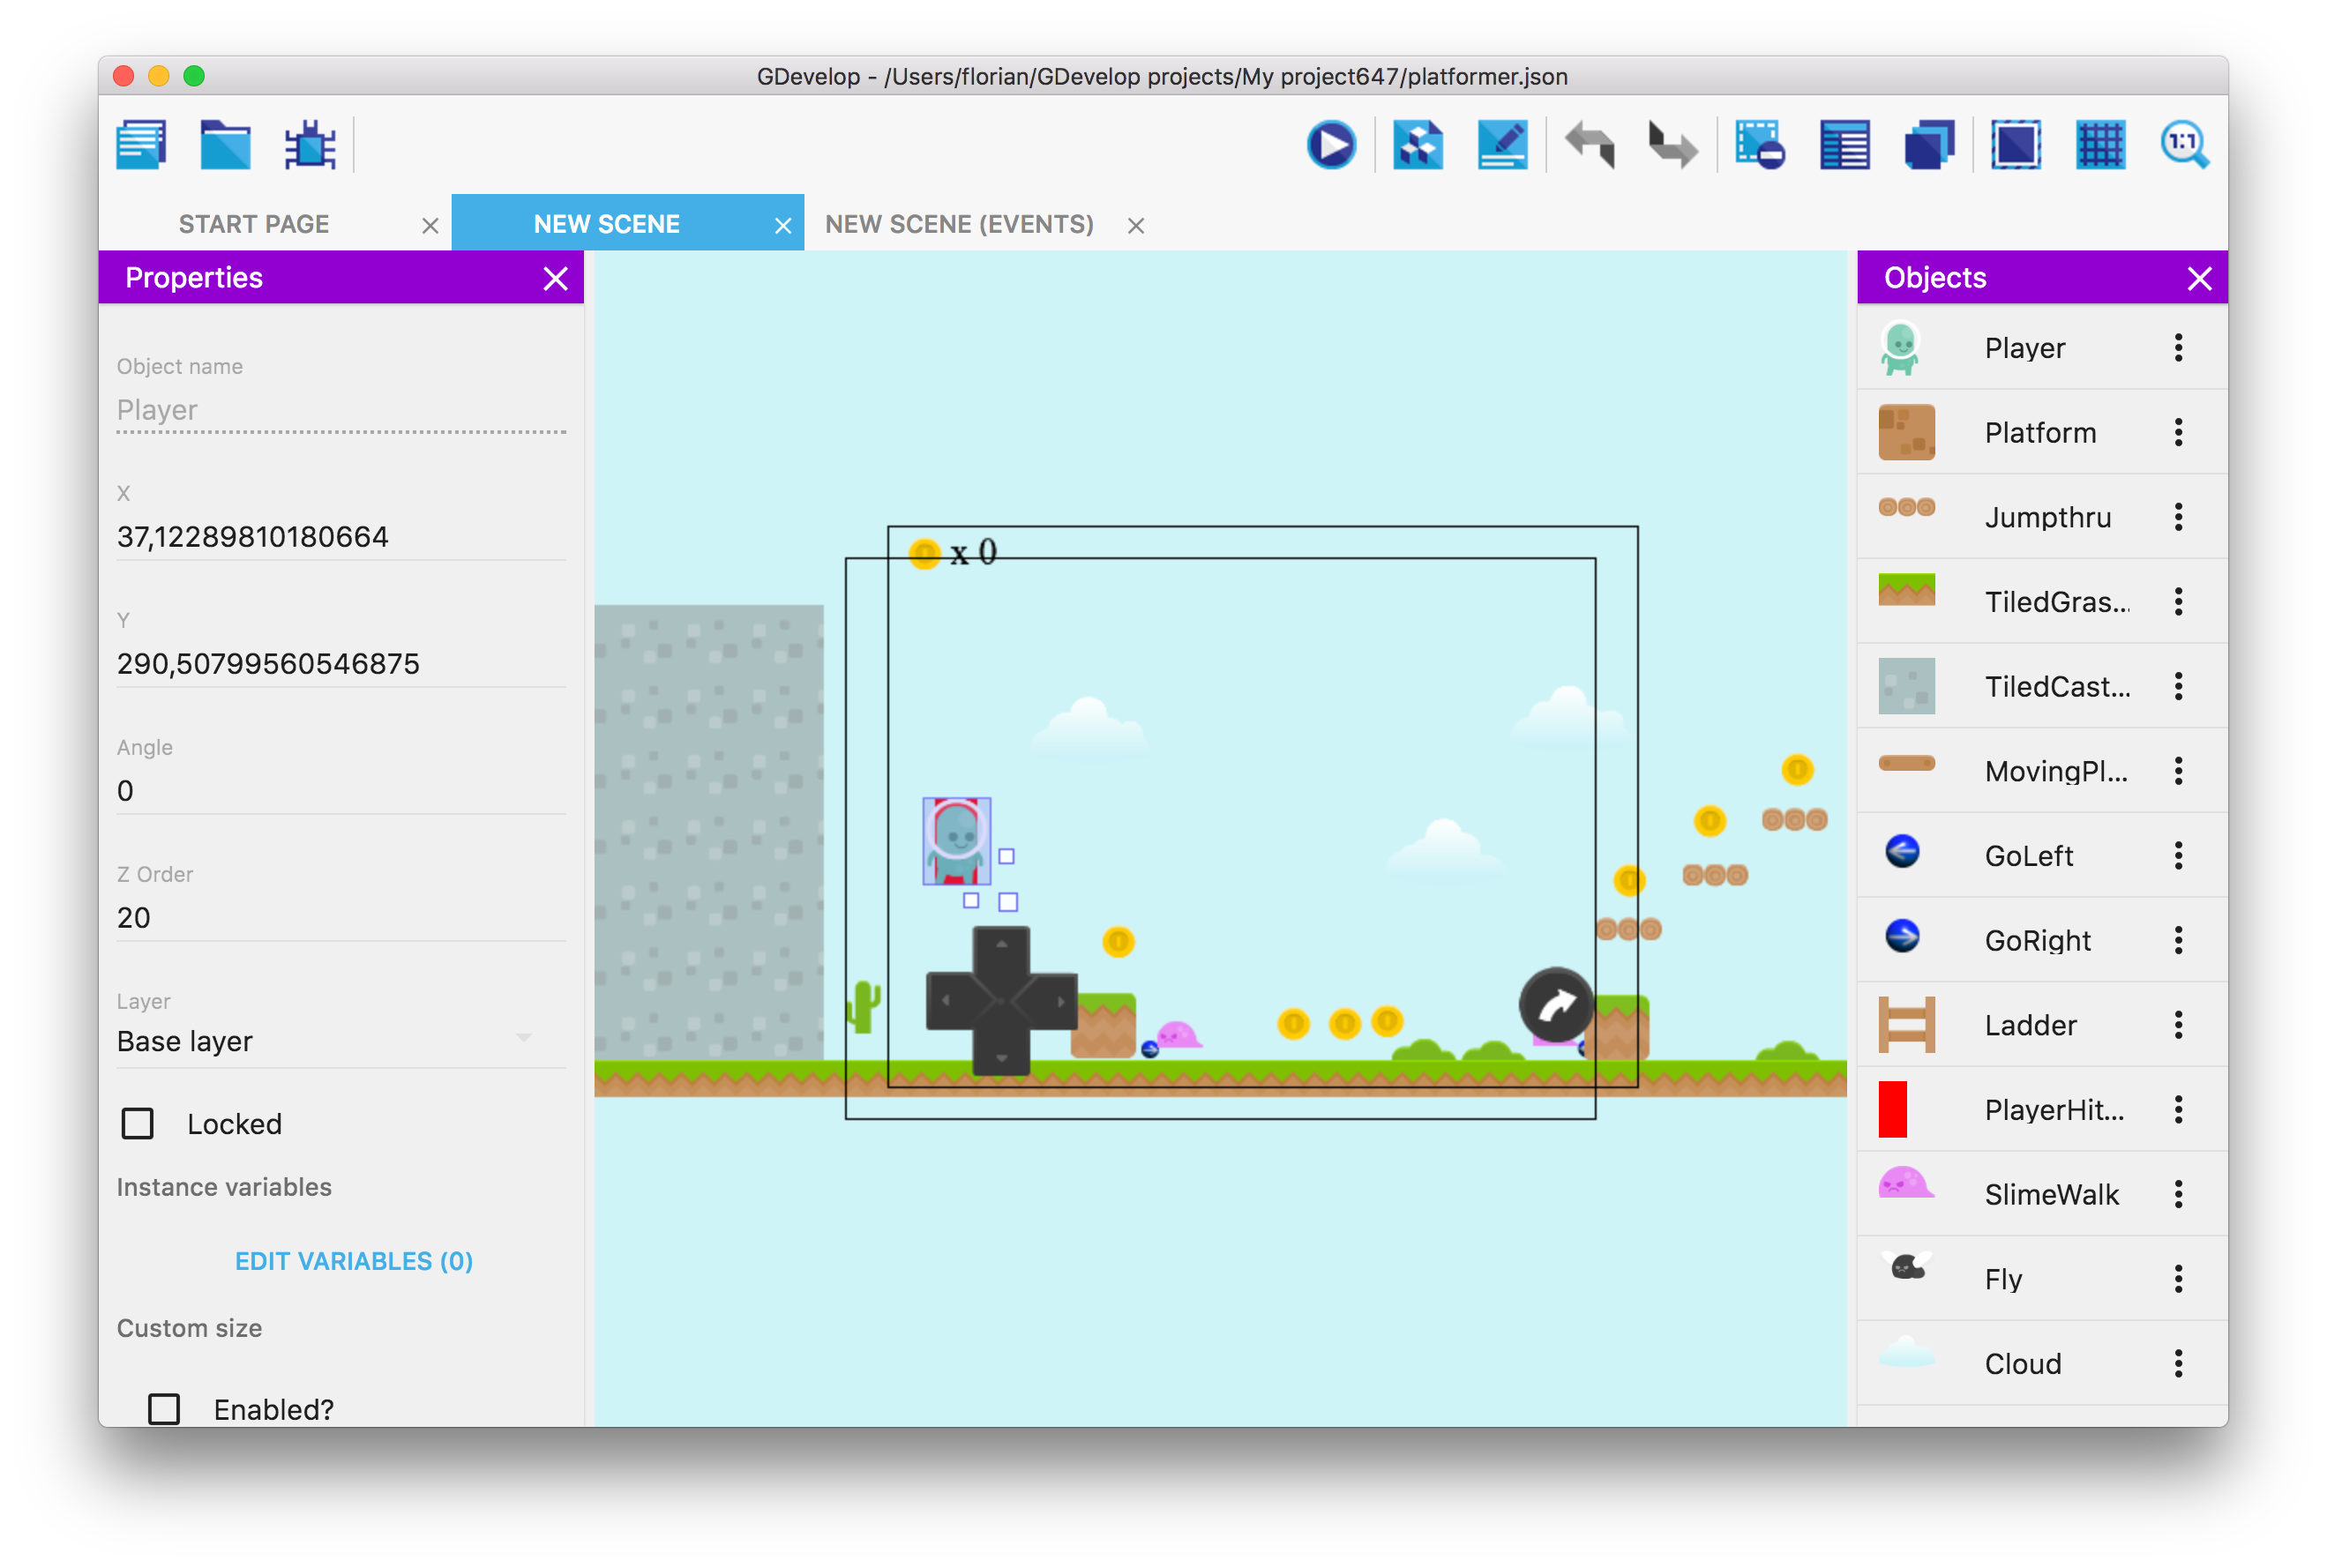 GDevelop - /Users/florian/GDevelop projects/My project647/platformer.json
1:1
START PAGE
NEW SCENE
NEW SCENE (EVENTS)
Properties
Object name
Player
X
37,12289810180664
Y
290,50799560546875
Angle
0
Z Order
20
Layer
Base layer
Locked
Instance variables
EDIT VARIABLES (0)
Custom size
Enabled?
x 0
Objects
Player
Platform
Jumpthru
TiledGras...
TiledCast...
MovingPl...
GoLeft
GoRight
Ladder
PlayerHit...
SlimeWalk
Fly
Cloud